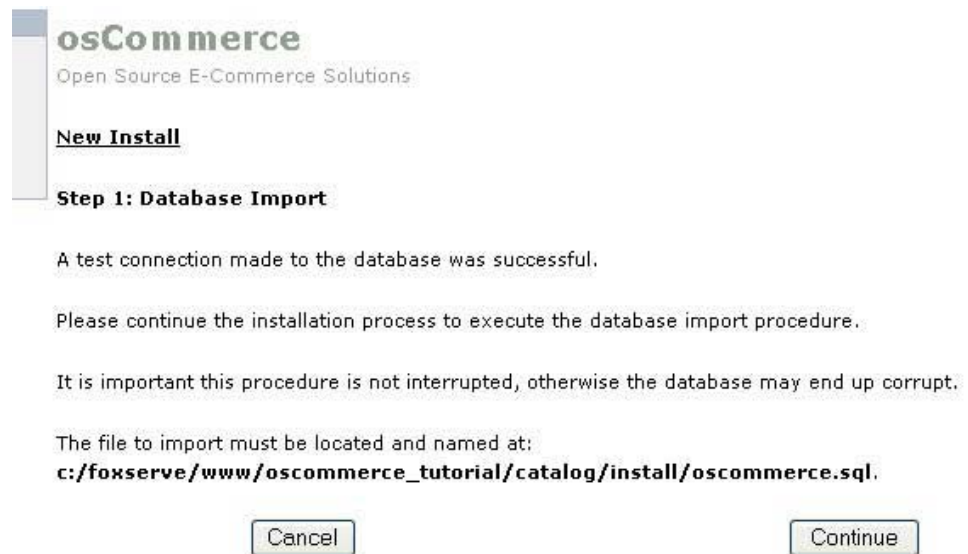 osCommerce
Open Source E-Commerce Solutions
New Install
Step 1: Database Import
A test connection made to the database was successful.
Please continue the installation process to execute the database import procedure.
It is important this procedure is not interrupted, otherwise the database may end up corrupt.
The file to import must be located and named at:
c:/foxserve/www/oscommerce_tutorial/catalog/install/oscommerce.sql.
Cancel Continue